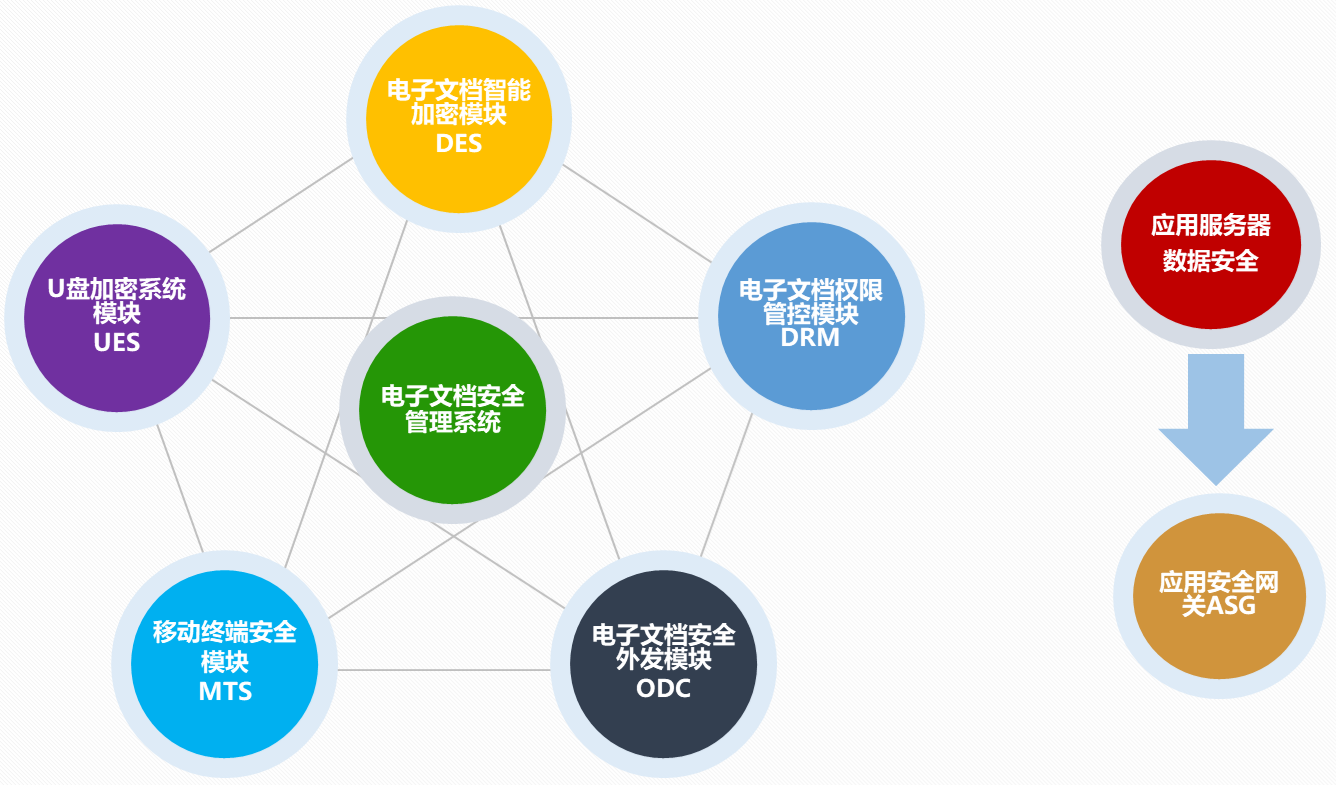 电子文档智能
加密模块
DES
U盘加密系统
模块
UES
电子文档权限
管控模块
DRM
电子文档安全
管理系统
移动终端安全
模块
MTS
电子文档安全
外发模块
ODC
应用服务器
数据安全
应用安全网
关ASG